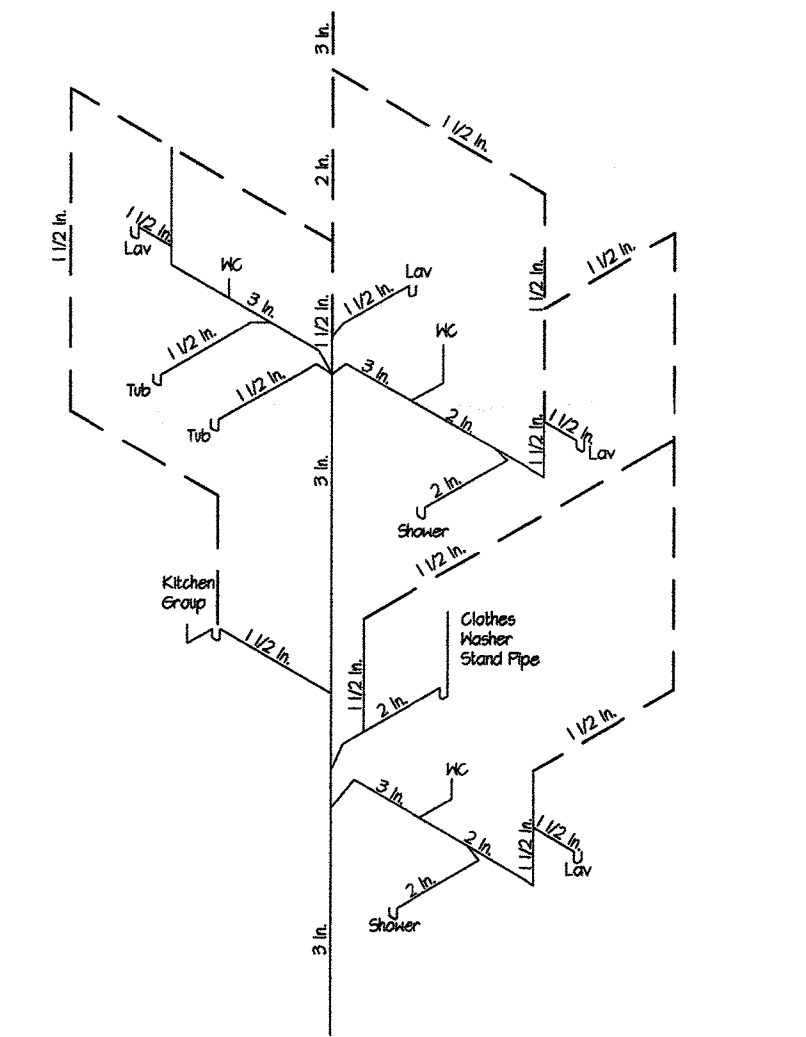 3 In.
1 1/2 In.
2 In.
1 1/2 In.
1 1/2 In.
1 1/2 In.
Lav
WC
Lav
1 1/2 In.
1 1/2 In.
3 In.
1 1/2 In.
WC
1 1/2 In.
3 In.
Tub
1 1/2 In.
2 In.
1 1/2 In.
1 1/2 In.
Lav
Tub
3 In.
2 In.
Shower
1 1/2 In.
Kitchen
Group
Clothes
Washer
Stand Pipe
1 1/2 In.
1 1/2 In.
2 In.
1 1/2 In.
WC
3 In.
2 In.
1 1/2 In.
1 1/2 In.
Lav
2 In.
Shower
3 In.